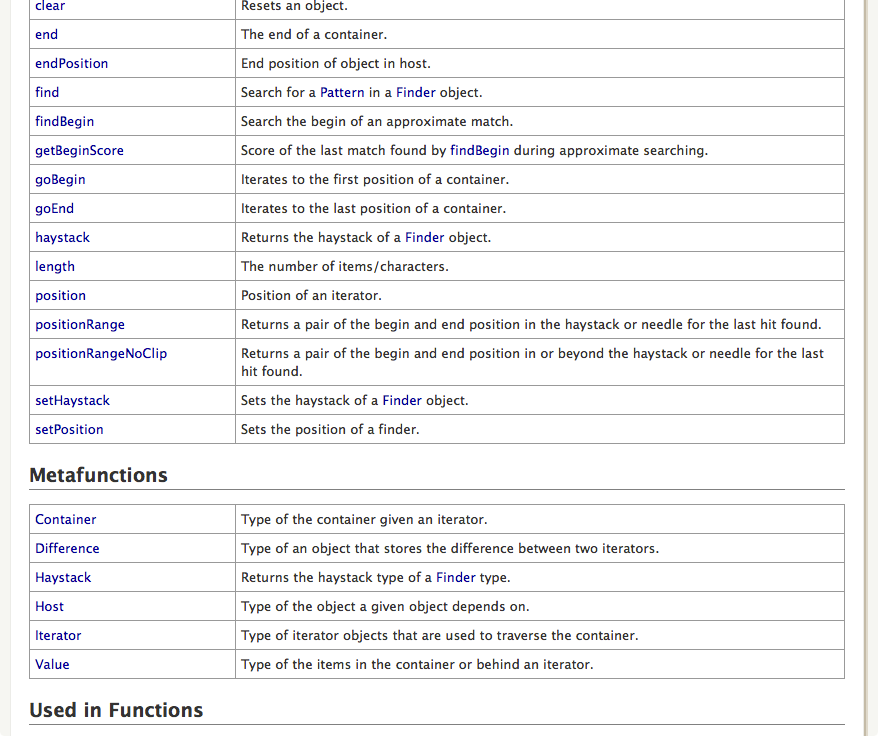 clear Resets an object.
end The end of a container.
endPosition End position of object in host.
find Search for a Pattern in a Finder object.
findBegin Search the begin of an approximate match.
getBeginScore Score of the last match found by findBegin during approximate searching.
goBegin Iterates to the first position of a container.
goEnd Iterates to the last position of a container.
haystack Returns the haystack of a Finder object.
length The number of items/characters.
position Position of an iterator.
positionRange Returns a pair of the begin and end position in the haystack or needle for the last hit found.
positionRangeNoClip Returns a pair of the begin and end position in or beyond the haystack or needle for the last
hit found.
setHaystack Sets the haystack of a Finder object.
setPosition Sets the position of a finder.
Metafunctions
Container Type of the container given an iterator.
Difference Type of an object that stores the difference between two iterators.
Haystack Returns the haystack type of a Finder type.
Host Type of the object a given object depends on.
Iterator Type of iterator objects that are used to traverse the container.
Value Type of the items in the container or behind an iterator.
Used in Functions